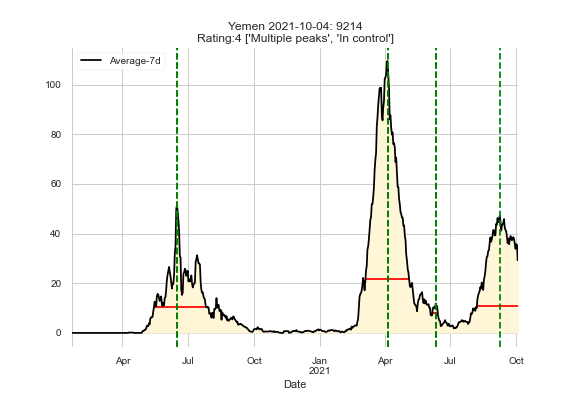 Yemen 2021-10-04: 9214
Rating:4 ['Multiple peaks', 'In control']
Average-7d
100
80
60
40
20
0
Apr Jul Oct Jan Apr Jul Oct
2021
Date